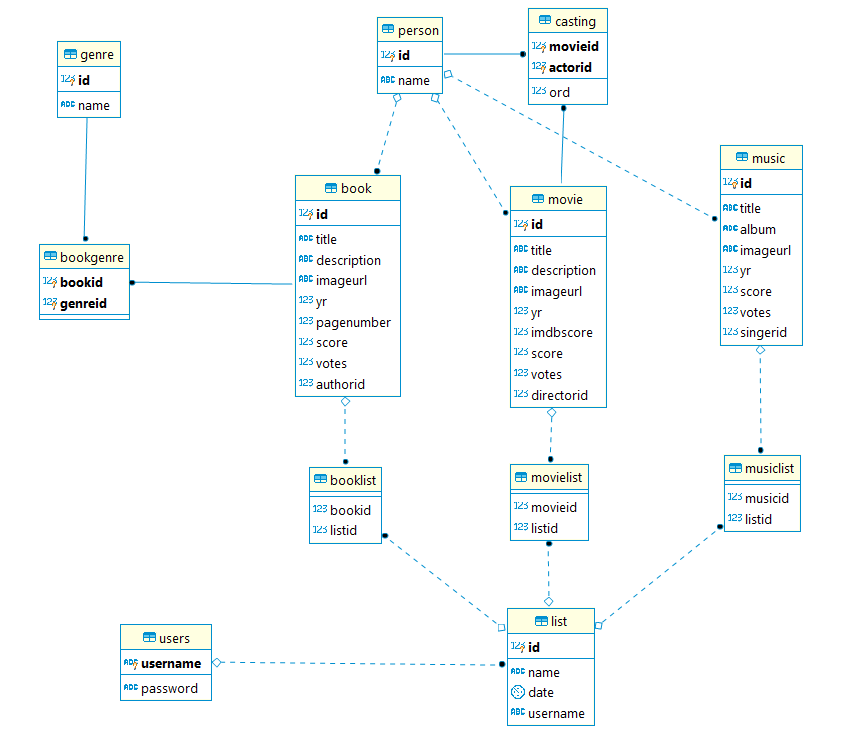 person
id
name
casting
movieid
actorid
ord
genre
id
name
music
id
title
album
imageurl
yr
score
votes
singerid
book
id
title
description
imageurl
yr
pagenumber
score
votes
authorid
movie
id
title
description
imageurl
yr
imdbscore
score
votes
directorid
bookgenre
bookid
genreid
booklist
bookid
listid
movielist
movieid
listid
musiclist
musicid
listid
users
username
password
list
id
name
date
username